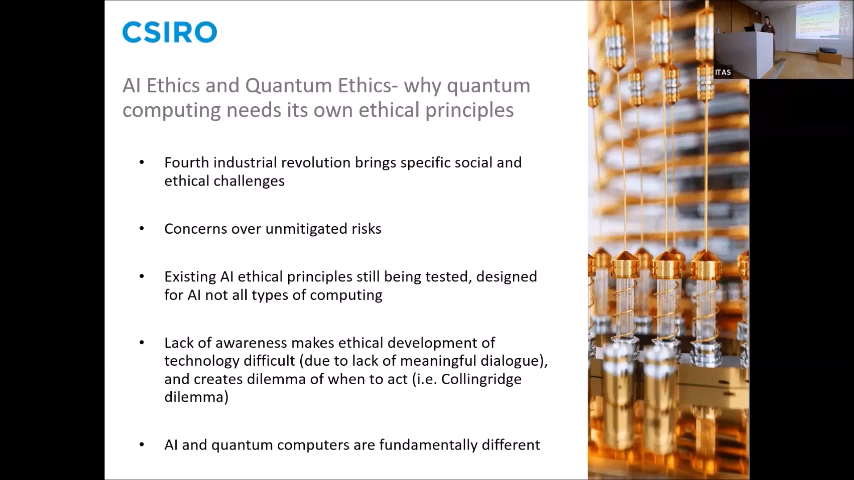 CSIRO
AI Ethics and Quantum Ethics- why quantum
computing needs its own ethical principles
• Fourth industrial revolution brings specific social and
ethical challenges
• Concerns over unmitigated risks
• Existing AI ethical principles still being tested, designed
for AI not all types of computing
• Lack of awareness makes ethical development of
technology difficult (due to lack of meaningful dialogue),
and creates dilemma of when to act (i.e. Collingridge
dilemma)
• AI and quantum computers are fundamentally different
ITAS